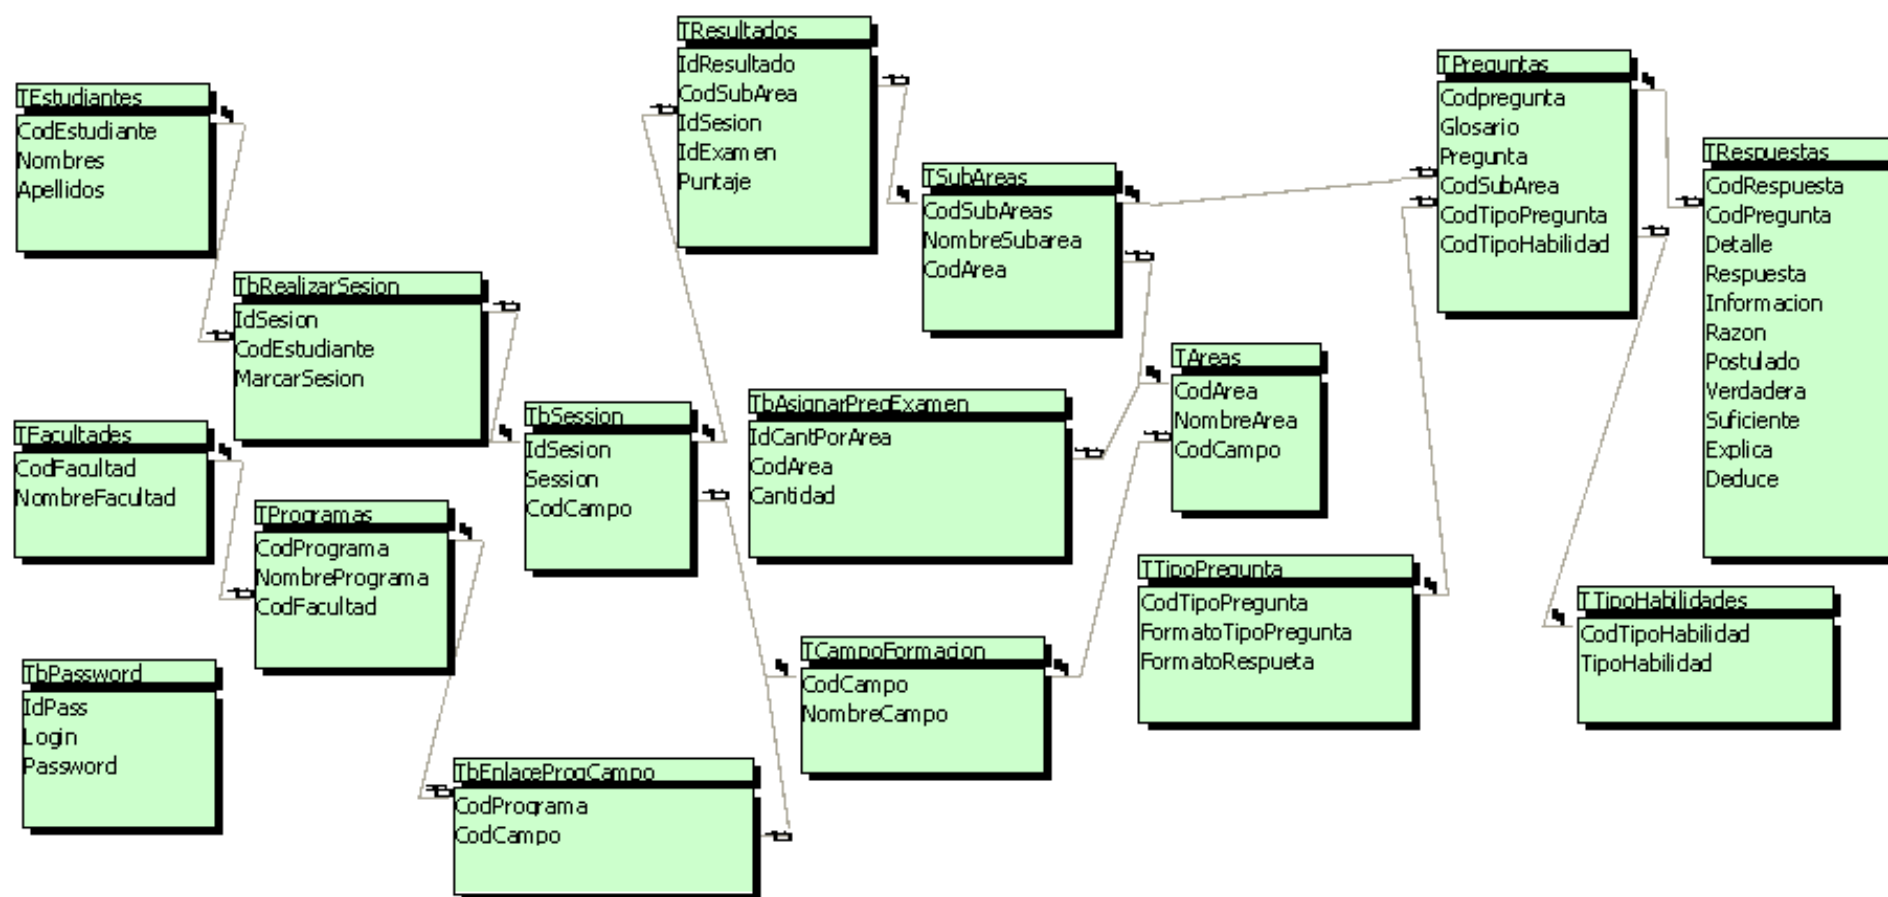 TEstudiantes
CodEstudiante
Nombres
Apellidos
TbRealizarSesion
IdSesion
CodEstudiante
MarcarSesion
TFacultades
CodFacultad
NombreFacultad
TProgramas
CodPrograma
NombrePrograma
CodFacultad
TbPassword
IdPass
Login
Password
TbEnlaceProgCampo
CodPrograma
CodCampo
TbSession
IdSesion
Session
CodCampo
TResultados
IdResultado
CodSubArea
IdSesion
IdExamen
Puntaje
TSubAreas
CodSubAreas
NombreSubarea
CodArea
TbAsignarPregExamen
IdCantPorArea
CodArea
Cantidad
TAreas
CodArea
NombreArea
CodCampo
TCampoFormacion
CodCampo
NombreCampo
TTipoPregunta
CodTipoPregunta
FormatoTipoPregunta
FormatoRespueta
TPreguntas
Codpregunta
Glosario
Pregunta
CodSubArea
CodTipoPregunta
CodTipoHabilidad
TRespuestas
CodRespuesta
CodPregunta
Detalle
Respuesta
Informacion
Razon
Postulado
Verdadera
Suficiente
Explica
Deduce
TTipoHabilidades
CodTipoHabilidad
TipoHabilidad